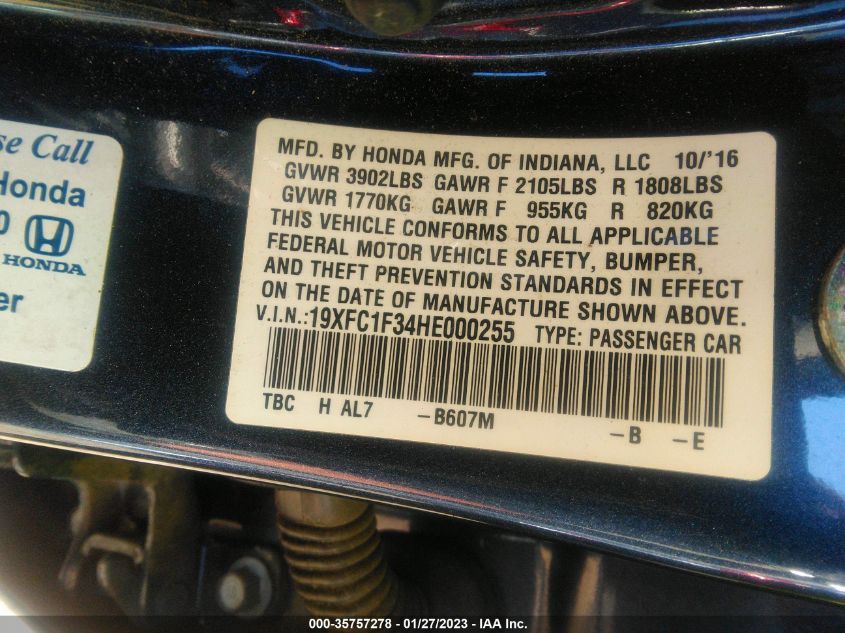 se Call
Honda
0
HONDA
er
MFD. BY HONDA MFG. OF INDIANA, LLC 10/'16
GVWR 3902LBS GAWR F 2105LBS R 1808LBS
GVWR 1770KG GAWR F 955KG R 820KG
THIS VEHICLE CONFORMS TO ALL APPLICABLE
FEDERAL MOTOR VEHICLE SAFETY, BUMPER,
AND THEFT PREVENTION STANDARDS IN EFFECT
ON THE DATE OF MANUFACTURE SHOWN ABOVE.
V.I.N.:19XFC1F34HE000255 TYPE: PASSENGER CAR
TBC H AL7 -B607M -B -E
000-35757278 - 01/27/2023 - IAA Inc.